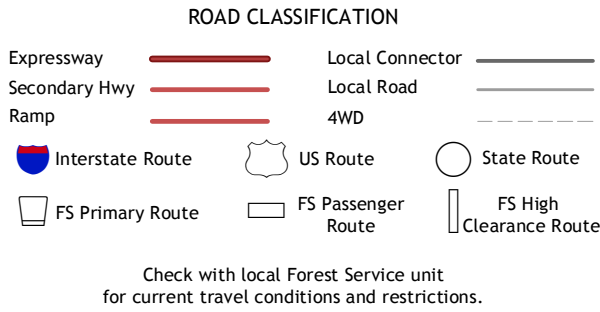 ROAD CLASSIFICATION
Expressway
Local Connector
Secondary Hwy
Local Road
Ramp
4WD
Interstate Route
US Route
State Route
FS Primary Route
FS Passenger
Route
FS High
Clearance Route
Check with local Forest Service unit
for current travel conditions and restrictions.